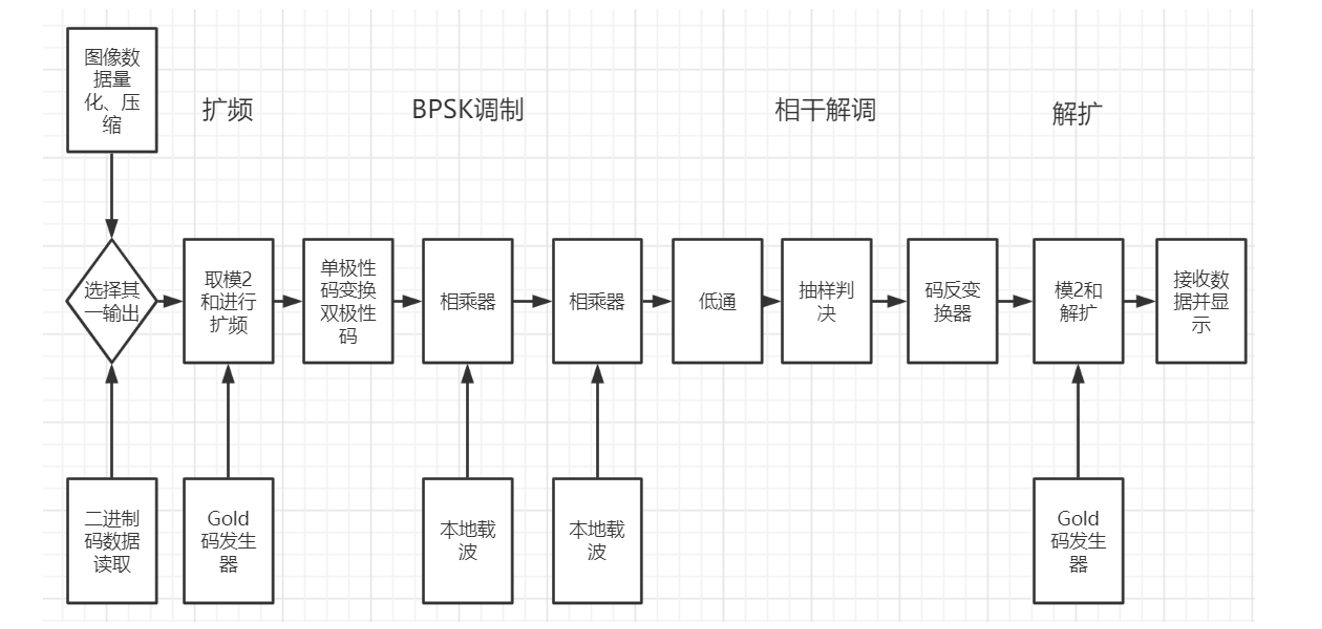 图像数
据量
化、压
缩
扩频
BPSK调制
相干解调
解扩
选择其
一输出
取模2
和进行
扩频
单极性
码变换
双极性
码
相乘器
相乘器
低通
抽样判
决
码反变
换器
模2和
解扩
接收数
据并显
示
二进制
码数据
读取
Gold
码发生
器
本地载
波
本地载
波
Gold
码发生
器